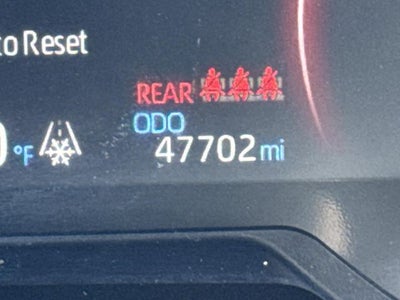 to Reset
REAR
ODO
°F
47702 mi